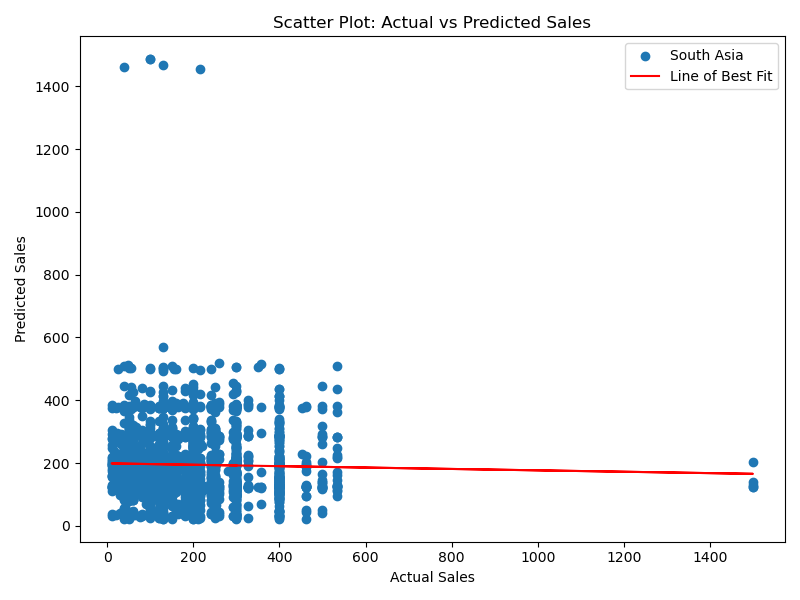 Scatter Plot: Actual vs Predicted Sales
South Asia
Line of Best Fit
1400
1200
1000
800
600
400
200
0
Predicted Sales
0 200 400 600 800 1000 1200 1400
Actual Sales